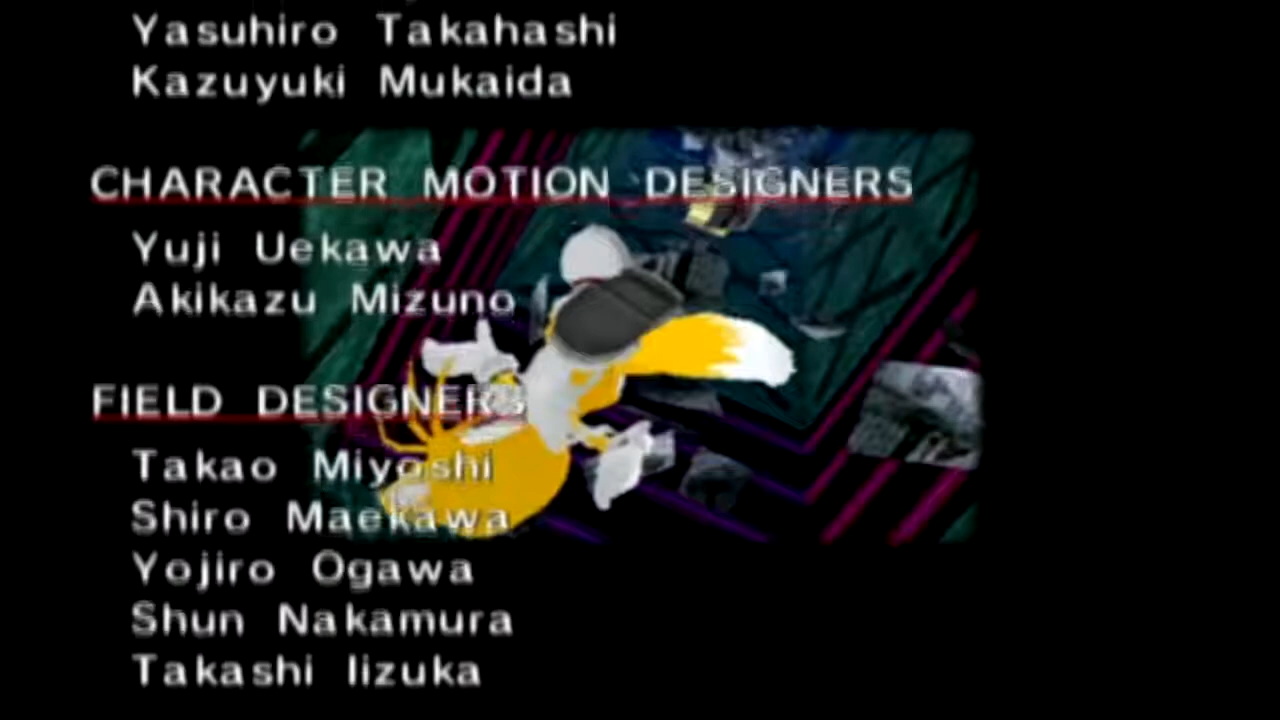 Yasuhiro Takahashi
Kazuyuki Mukaida
CHARACTER MOTION DESIGNERS
Yuji Uekawa
Akikazu Mizuno
FIELD DESIGNERS
Takao Miyoshi
Shiro Maekawa
Yojiro Ogawa
Shun Nakamura
Takashi Iizuka